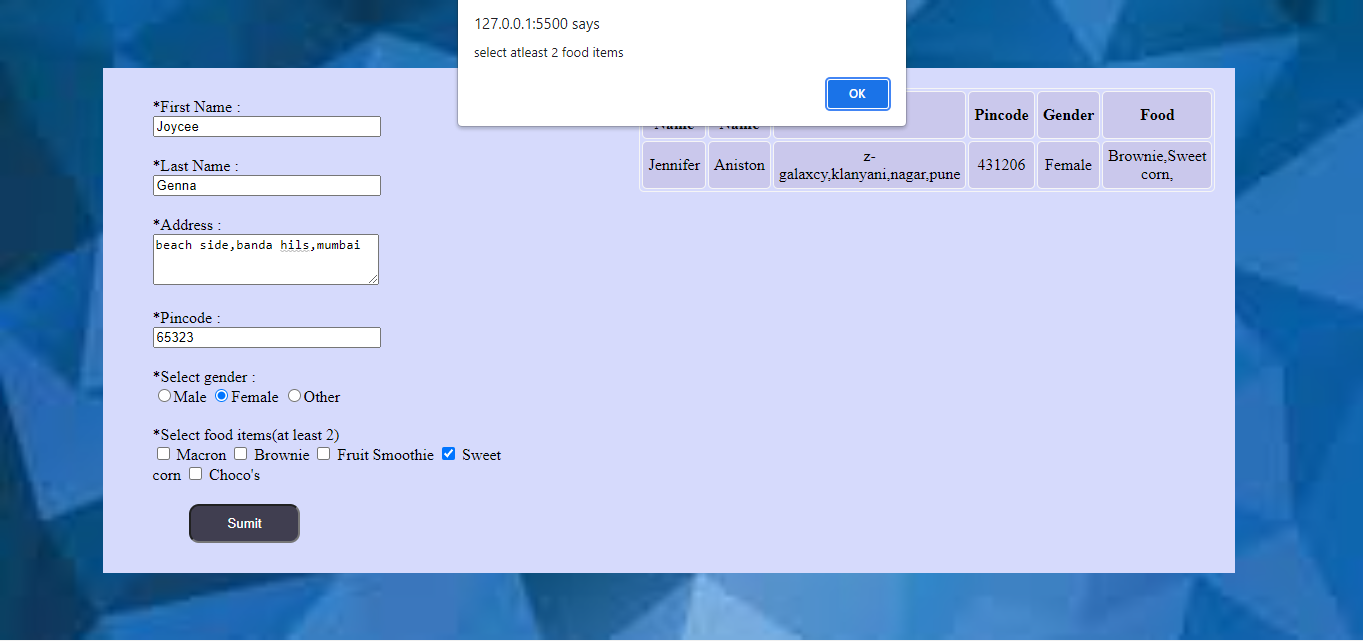 127.0.0.1:5500 says
select atleast 2 food items
OK
*First Name :
Joycee
*Last Name :
Genna
*Address :
beach side,banda hils,mumbai
*Pincode :
65323
*Select gender :
Male Female Other
*Select food items(at least 2)
Macron Brownie Fruit Smoothie Sweet
corn Choco's
Sumit
Name Name Pincode Gender Food
Jennifer Aniston z-
galaxcy,klanyani,nagar,pune 431206 Female Brownie,Sweet
corn,